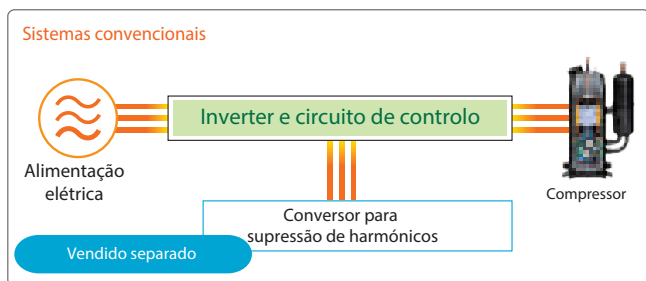 Sistemas convencionais
Inverter e circuito de controlo
Alimentação
elétrica
Compressor
Conversor para
supressão de harmónicos
Vendido separado